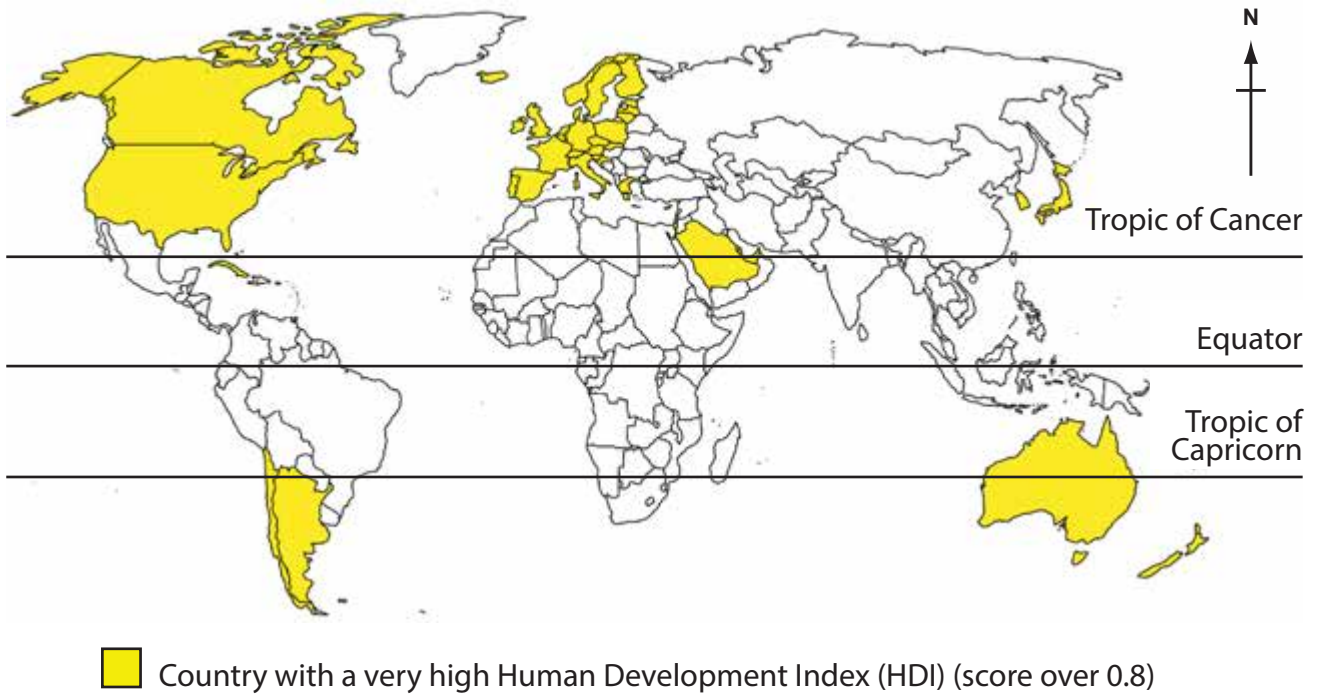 N
Tropic of Cancer
Equator
Tropic of
Capricorn
Country with a very high Human Development Index (HDI) (score over 0.8)